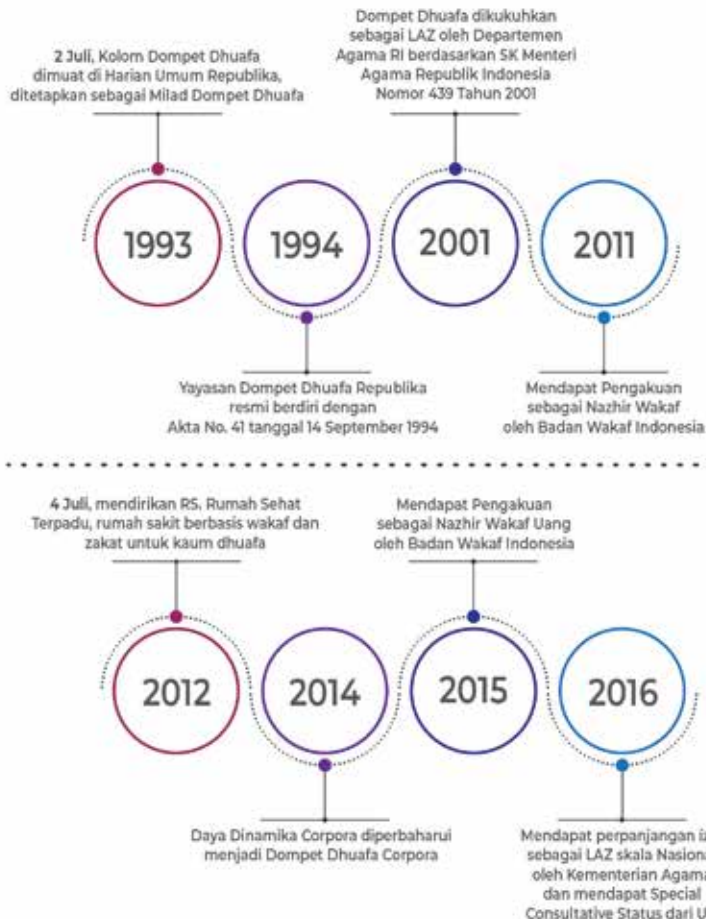 2 Juli, Kolom Dompet Dhuafa
dimuat di Harian Umum Republika,
ditetapkan sebagai Milad Dompet Dhuafa
Dompet Dhuafa dikukuhkan
sebagai LAZ oleh Departemen
Agama RI berdasarkan SK Menteri
Agama Republik Indonesia
Nomor 439 Tahun 2001
1993
1994
2001
2011
Yayasan Dompet Dhuafa Republika
resmi berdiri dengan
Akta No. 41 tanggal 14 September 1994
Mendapat Pengakuan
sebagai Nazhir Wakaf
oleh Badan Wakaf Indonesia
4 Juli, mendirikan RS. Rumah Sehat
Terpadu, rumah sakit berbasis wakaf dan
zakat untuk kaum dhuafa
Mendapat Pengakuan
sebagai Nazhir Wakaf Uang
oleh Badan Wakaf Indonesia
2012
2014
2015
2016
Daya Dinamika Corpora diperbaharui
menjadi Dompet Dhuafa Corpora
Mendapat perpanjangan
sebagai LAZ skala
oleh Kementerian Agama
dan mendapat Special
Consultative Status dari